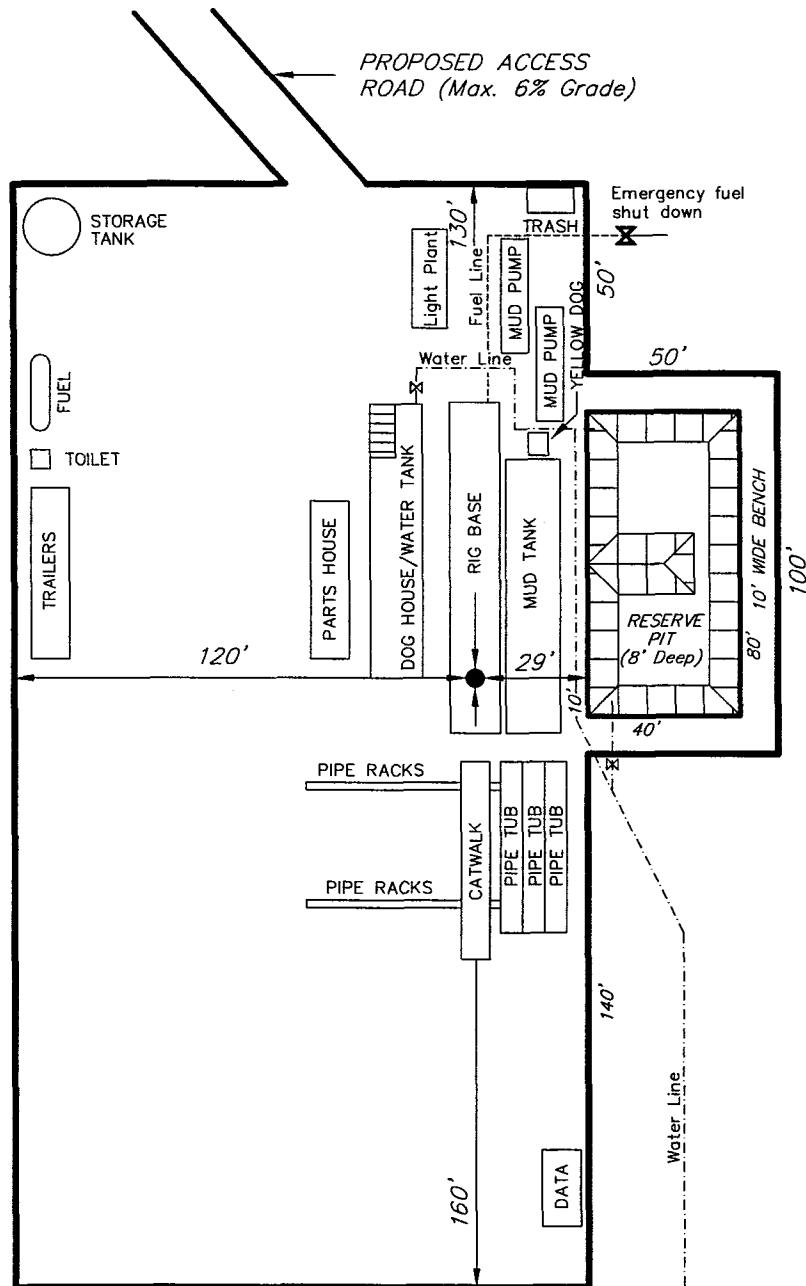 PROPOSED ACCESS
ROAD (Max. 6% Grade)
STORAGE
TANK
130'
TRASH
Emergency fuel
shut down
Light Plant
Fuel Line
MUD PUMP
50'
YELLOW DOG
MUD PUMP
Water Line
50'
FUEL
TOILET
TRAILERS
PARTS HOUSE
DOG HOUSE/WATER TANK
RIG BASE
MUD TANK
RESERVE
PIT
(8' Deep)
80'
10' WIDE BENCH
100'
120'
29'
10'
40'
PIPE RACKS
CATWALK
PIPE TUB
PIPE TUB
PIPE TUB
PIPE RACKS
140'
Water Line
160'
DATA